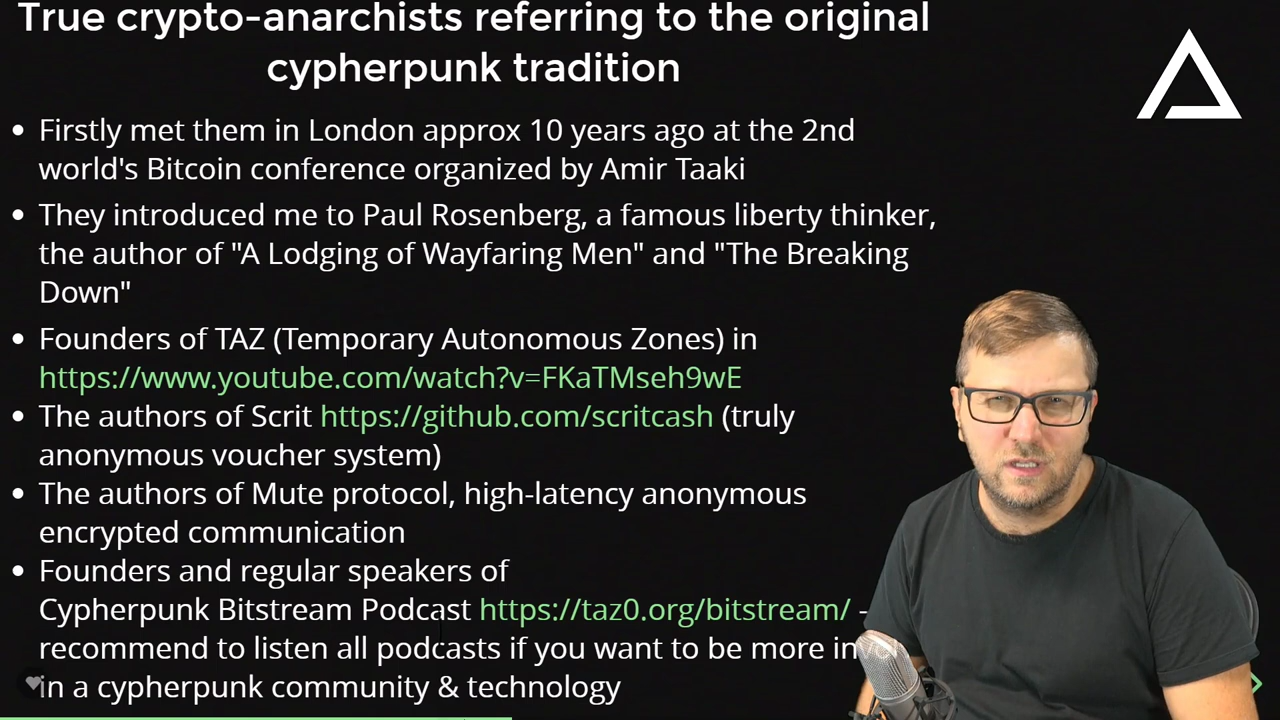 True crypto-anarchists referring to the original
cypherpunk tradition
Firstly met them in London approx 10 years ago at the 2nd
world's Bitcoin conference organized by Amir Taaki
They introduced me to Paul Rosenberg, a famous liberty thinker,
the author of "A Lodging of Wayfaring Men" and "The Breaking
Down"
Founders of TAZ (Temporary Autonomous Zones) in
https://www.youtube.com/watch?v=FKaTMseh9wE
The authors of Scrit https://github.com/scritcash (truly
anonymous voucher system)
The authors of Mute protocol, high-latency anonymous
encrypted communication
Founders and regular speakers of
Cypherpunk Bitstream Podcast https://taz0.org/bitstream/ -
recommend to listen all podcasts if you want to be more
in a cypherpunk community & technology